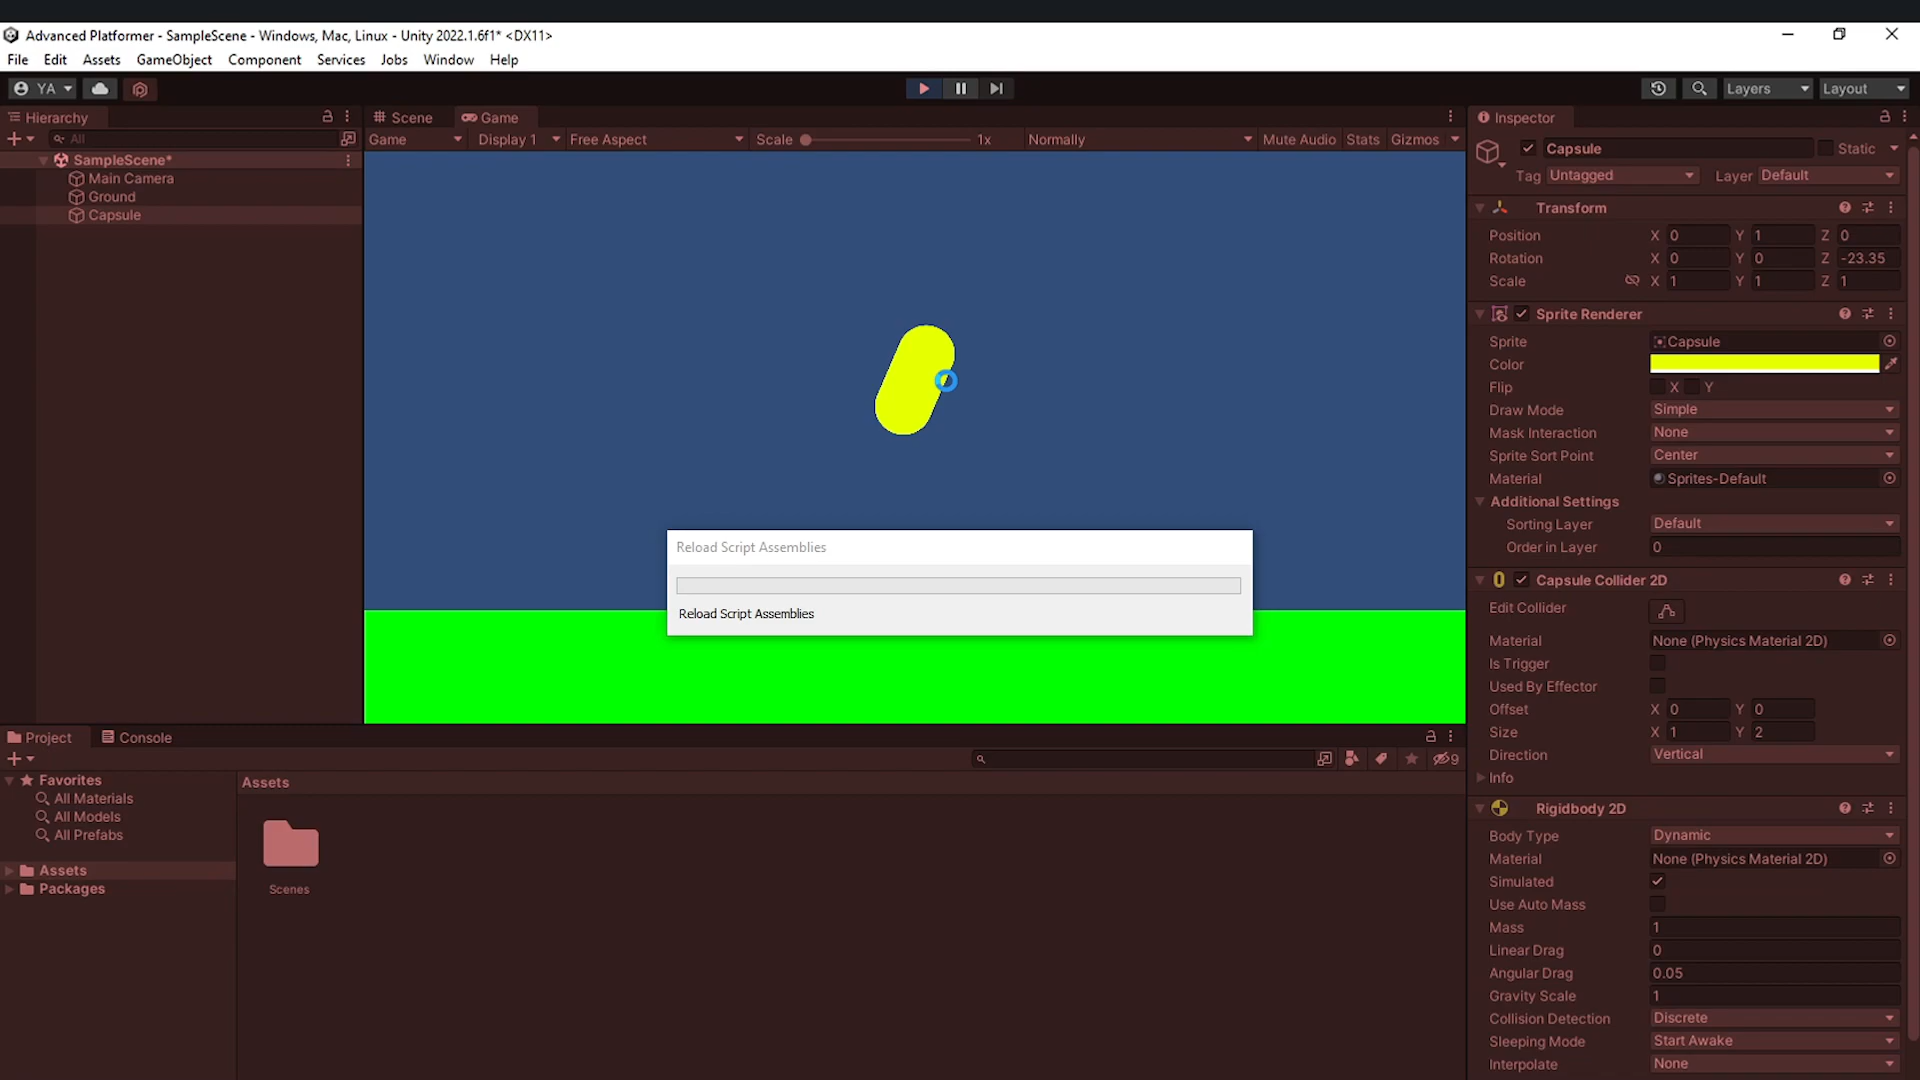 Advanced Platformer - SampleScene - Windows, Mac, Linux - Unity 2022.1.6f1* <DX11>
File Edit Assets GameObject Component Services Jobs Window Help
YA Layers Layout
Hierarchy
All
SampleScene*
Main Camera
Ground
Capsule
Scene Game
Game Display 1 Free Aspect Scale 1x Normally Mute Audio Stats Gizmos
Reload Script Assemblies
Reload Script Assemblies
Inspector
Capsule Static
Tag Untagged Layer Default
Transform
Position X 0 Y 1 Z 0
Rotation X 0 Y 0 Z -23.35
Scale X 1 Y 1 Z 1
Sprite Renderer
Sprite Capsule
Color
Flip X Y
Draw Mode Simple
Mask Interaction None
Sprite Sort Point Center
Material Sprites-Default
Additional Settings
Sorting Layer Default
Order in Layer 0
Capsule Collider 2D
Edit Collider
Material None (Physics Material 2D)
Is Trigger
Used By Effector
Offset X 0 Y 0
Size X 1 Y 2
Direction Vertical
Info
Rigidbody 2D
Body Type Dynamic
Material None (Physics Material 2D)
Simulated
Use Auto Mass
Mass 1
Linear Drag 0
Angular Drag 0.05
Gravity Scale 1
Collision Detection Discrete
Sleeping Mode Start Awake
Interpolate None
Project Console
9
Favorites
All Materials
All Models
All Prefabs
Assets
Packages
Assets
Scenes